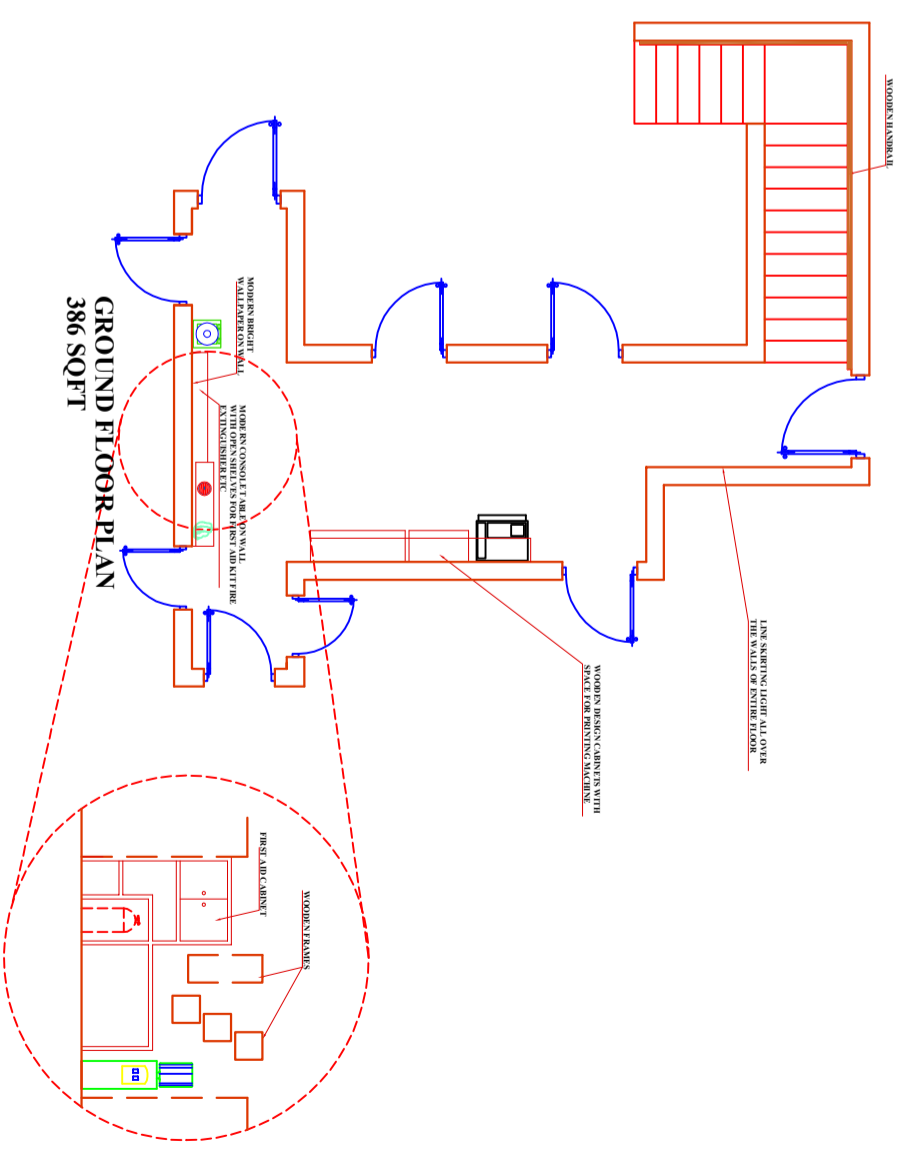 WOODEN HANDRAIL
LINE SKIRTING LIGHT ALL OVER
THE WALLS OF ENTIRE FLOOR
WOODEN DESIGN CABINETS WITH
SPACE FOR PRINTING MACHINE
MODERN BRIGHT
WALLPAPER ON WALL
MODERN CONSOLE TABLE ON WALL
WITH OPEN SHELVES FOR FIRST AID KIT FIRE
EXTINGUISHER ETC
WOODEN FRAMES
FIRST AID CABINET
GROUND FLOOR PLAN
386 SQFT